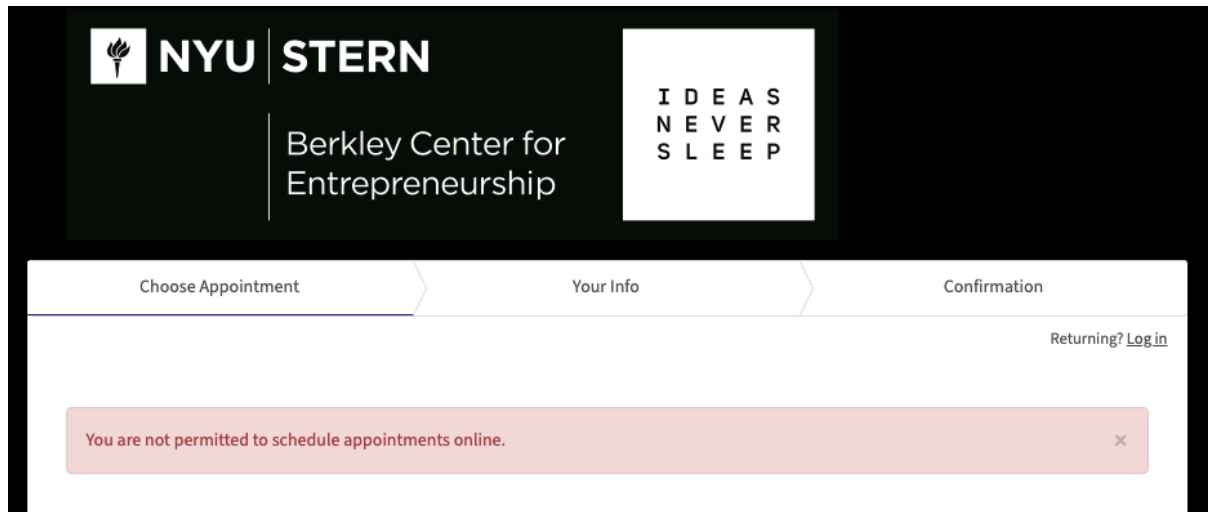 NYU STERN
Berkley Center for
Entrepreneurship
I D E A S
N E V E R
S L E E P
Choose Appointment
Your Info
Confirmation
Returning? Log in
You are not permitted to schedule appointments online.
×